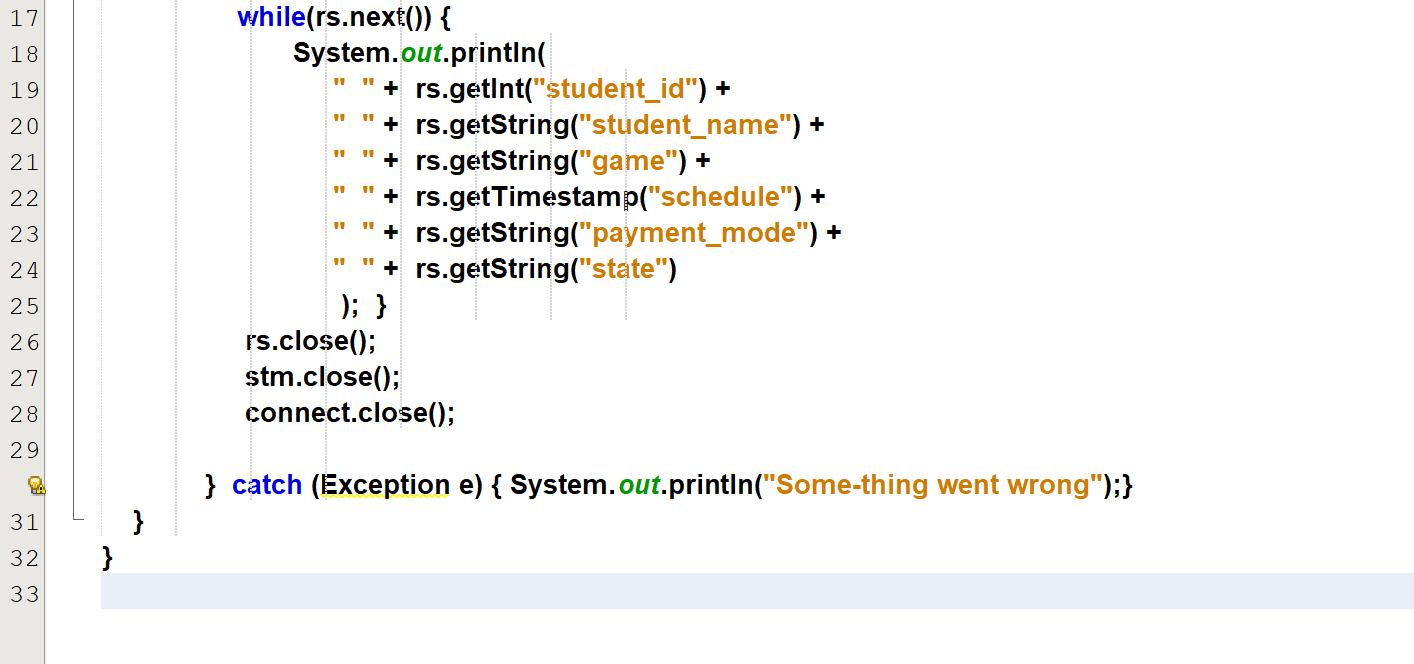 17 while(rs.next()) {
18 System.out.println(
19 "  " +  rs.getInt("student_id") +
20 "  " +  rs.getString("student_name") +
21 "  " +  rs.getString("game") +
22 "  " +  rs.getTimestamp("schedule") +
23 "  " +  rs.getString("payment_mode") +
24 "  " +  rs.getString("state")
25 );  }
26 rs.close();
27 stm.close();
28 connect.close();
29
}  catch (Exception e) { System.out.println("Some-thing went wrong");}
31 }
32 }
33